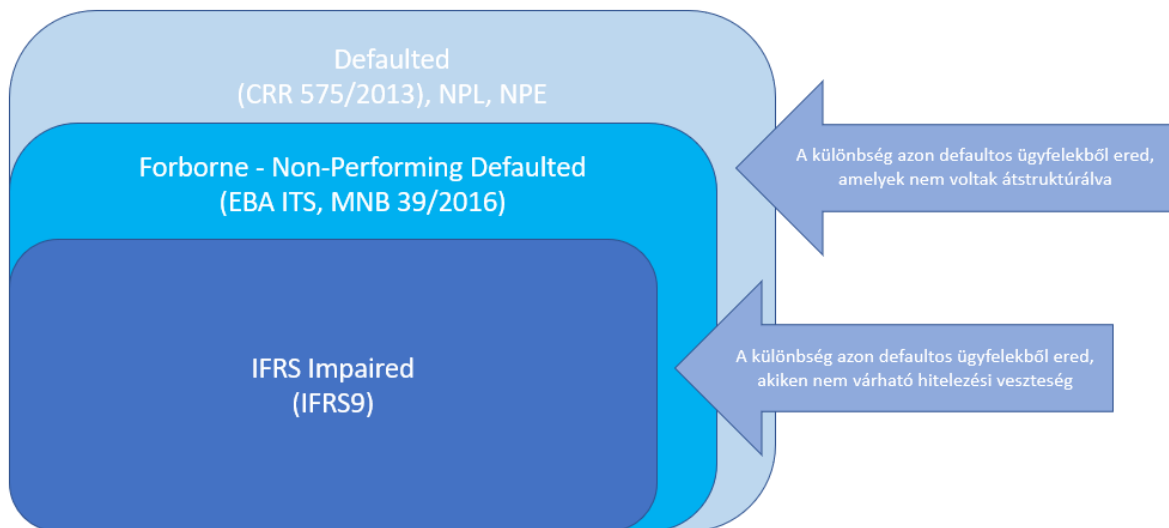 Defaulted
(CRR 575/2013), NPL, NPE
Forborne - Non-Performing Defaulted
(EBA ITS, MNB 39/2016)
IFRS Impaired
(IFRS9)
A különbség azon defaultos ügyfelekből ered,
amelyek nem voltak átstruktúrálva
A különbség azon defaultos ügyfelekből ered,
akiken nem várható hitelezési veszteség